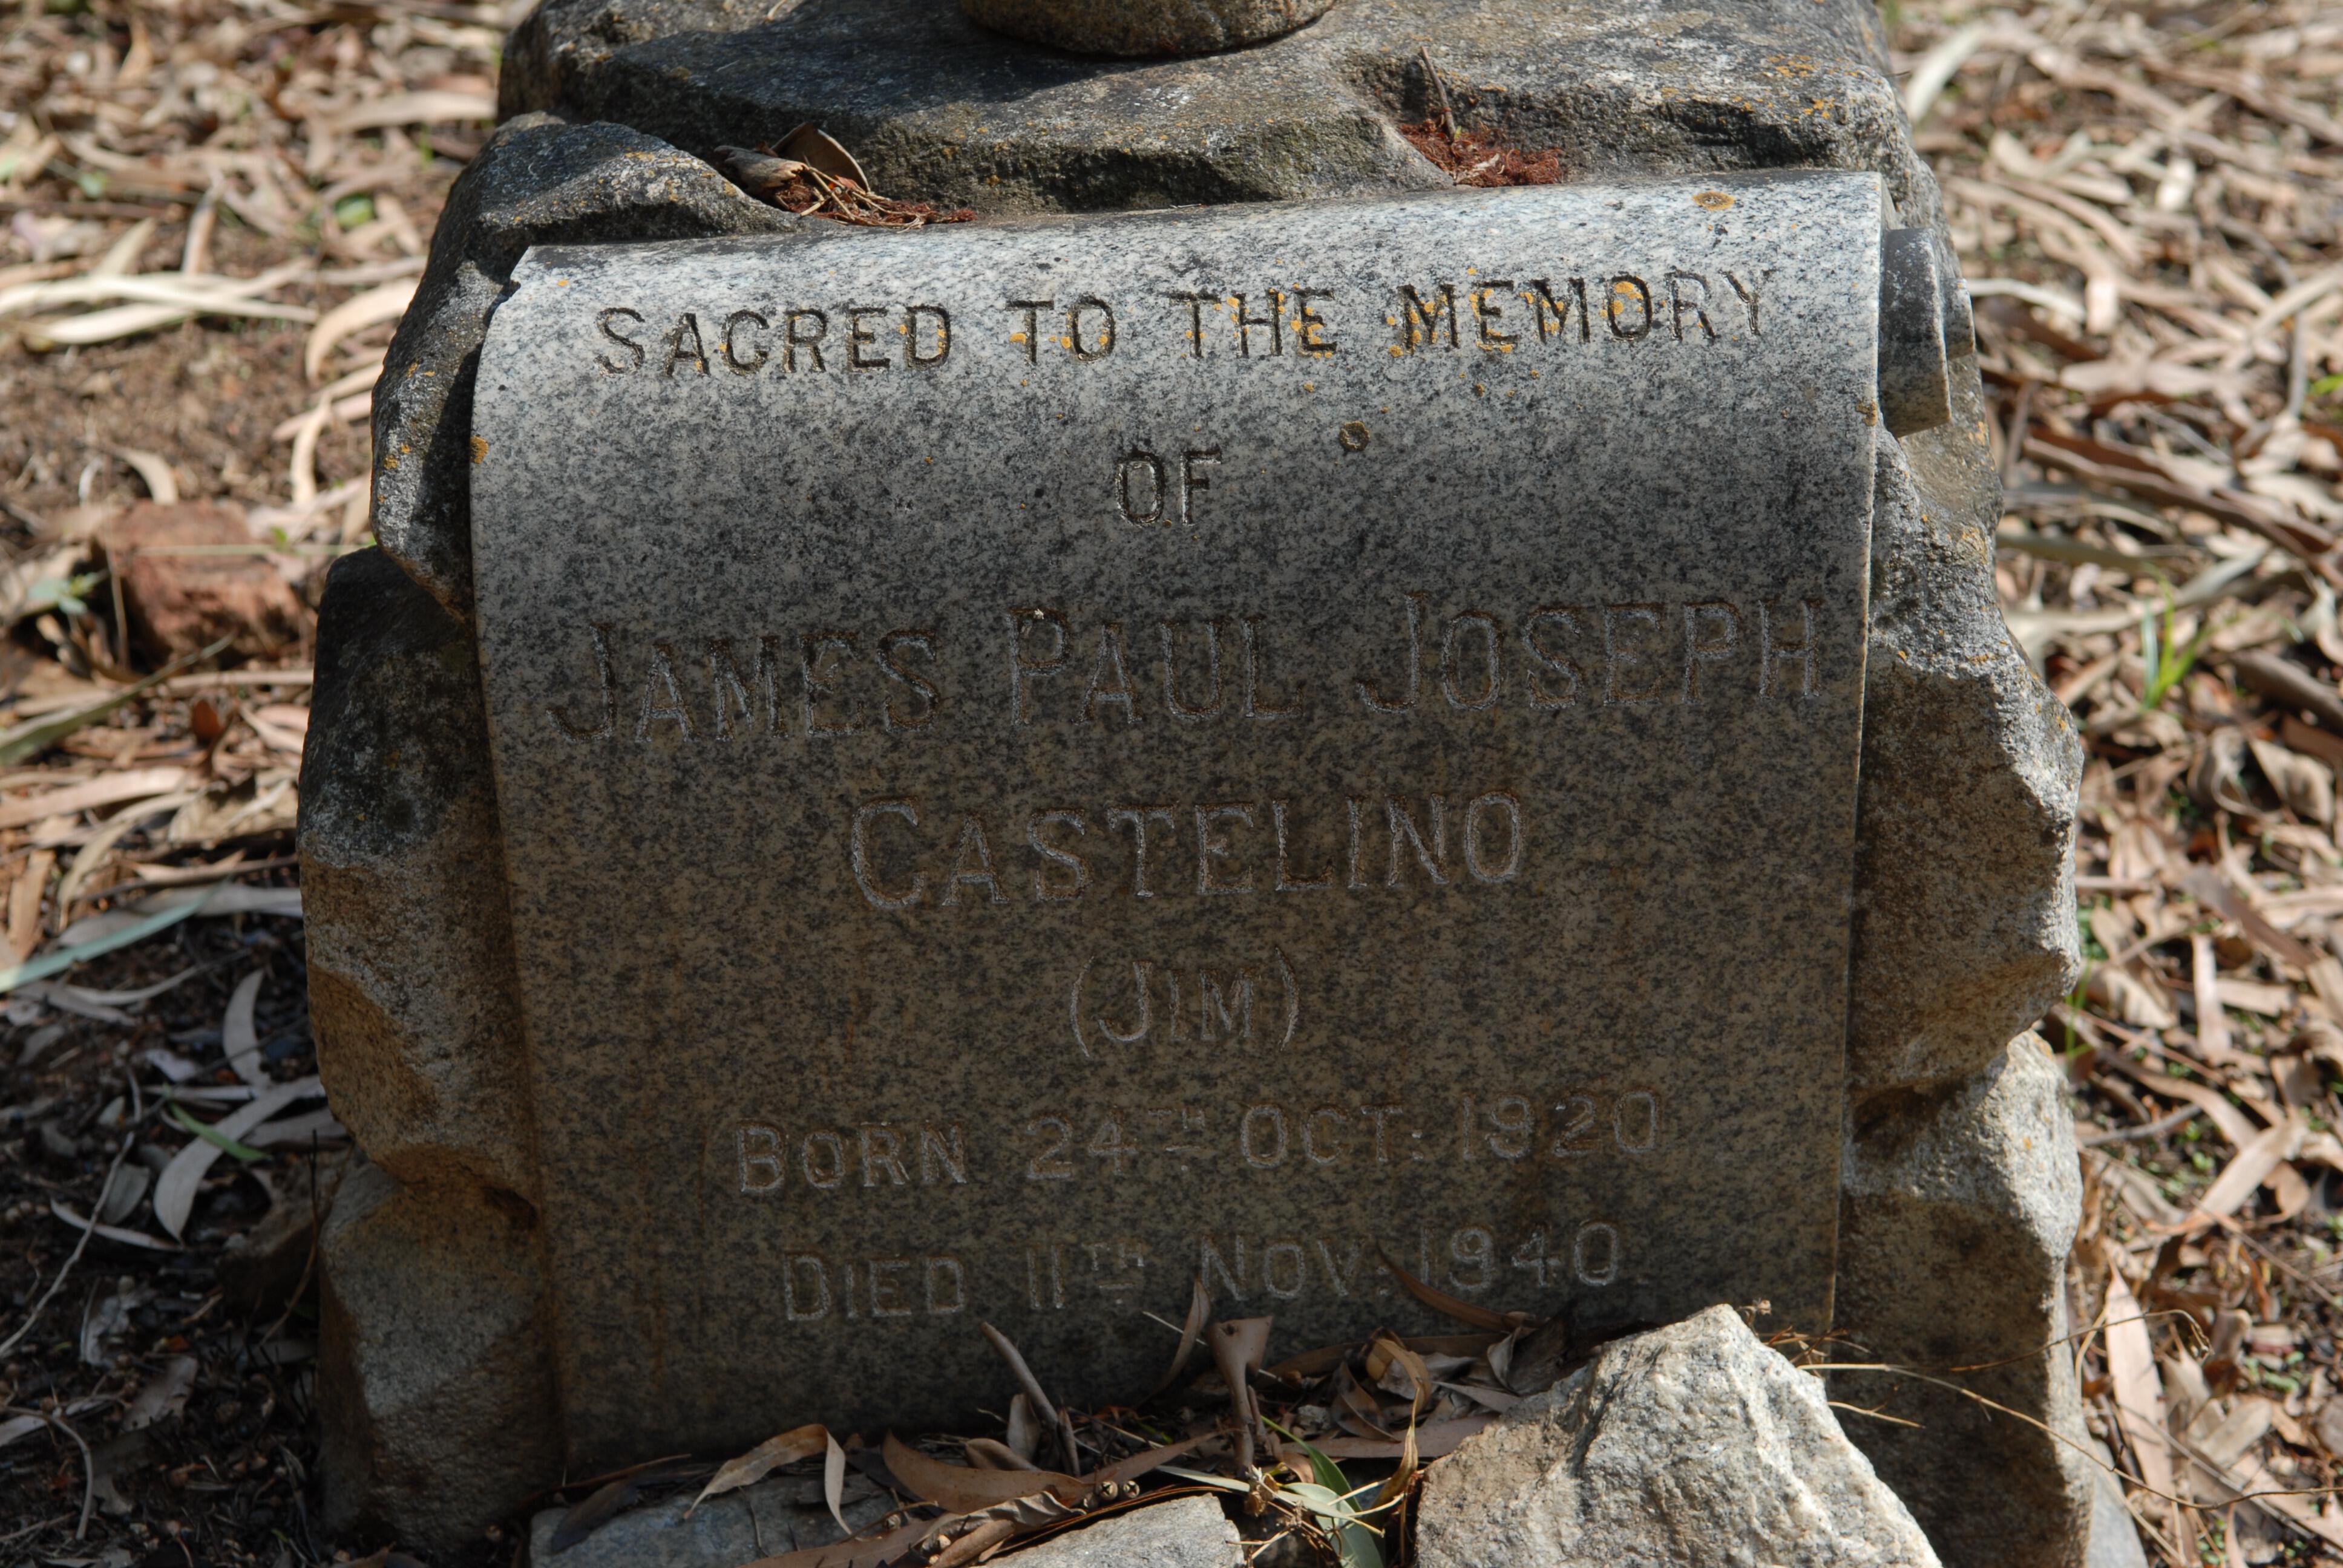 SACRED TO THE MEMORY
OF
JAMES PAUL JOSEPH
CASTELINO
(JIM)
BORN 24TH OCT: 1920
DIED 11TH NOV: 1940